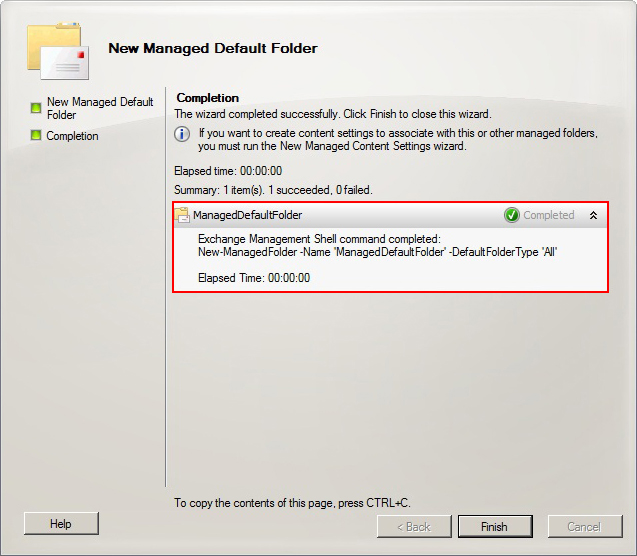 New Managed Default Folder
New Managed Default
Folder
Completion
Completion
The wizard completed successfully. Click Finish to close this wizard.
If you want to create content settings to associate with this or other managed folders,
you must run the New Managed Content Settings wizard.
Elapsed time: 00:00:00
Summary: 1 item(s). 1 succeeded, 0 failed.
ManagedDefaultFolder Completed
Exchange Management Shell command completed:
New-ManagedFolder -Name 'ManagedDefaultFolder' -DefaultFolderType 'All'
Elapsed Time: 00:00:00
To copy the contents of this page, press CTRL+C.
Help < Back Finish Cancel